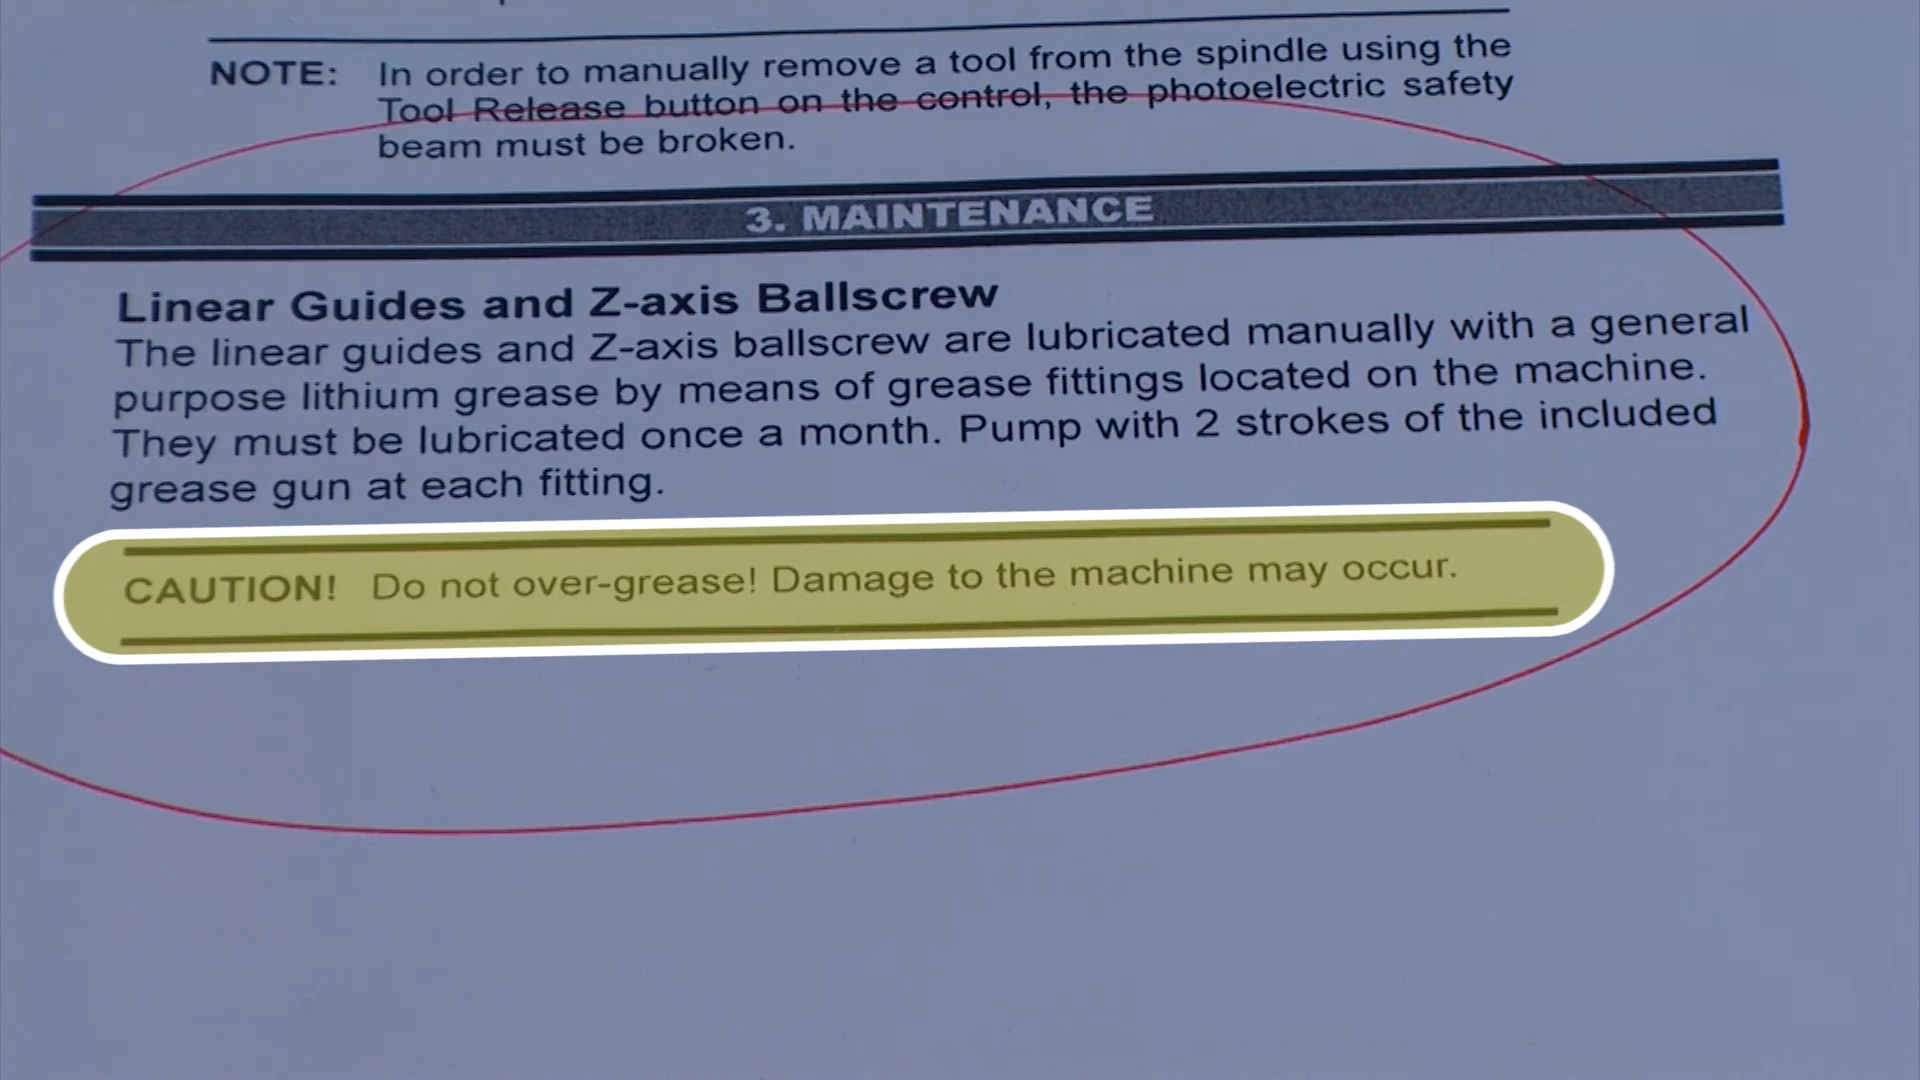 NOTE: In order to manually remove a tool from the spindle using the
Tool Release button on the control, the photoelectric safety
beam must be broken.
3. MAINTENANCE
Linear Guides and Z-axis Ballscrew
The linear guides and Z-axis ballscrew are lubricated manually with a general
purpose lithium grease by means of grease fittings located on the machine.
They must be lubricated once a month. Pump with 2 strokes of the included
grease gun at each fitting.
CAUTION! Do not over-grease! Damage to the machine may occur.